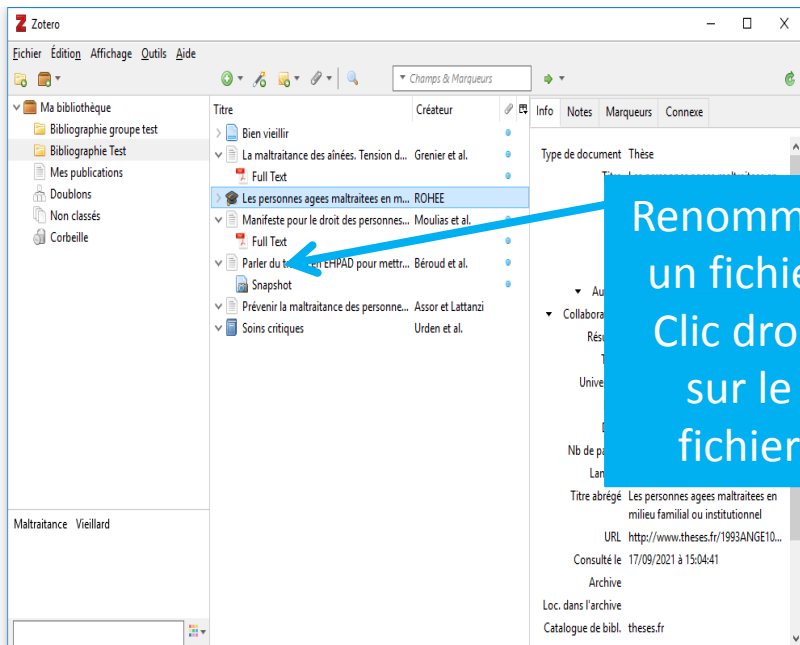 Zotero
Fichier Édition Affichage Outils Aide
Champs & Marqueurs
Ma bibliothèque
Bibliographie groupe test
Bibliographie Test
Mes publications
Doublons
Non classés
Corbeille
Maltraitance Vieillard
Titre Créateur
Bien vieillir
La maltraitance des aînées. Tension d... Grenier et al.
Full Text
Les personnes agees maltraitees en m... ROHEE
Manifeste pour le droit des personnes... Moulias et al.
Full Text
Parler du en EHPAD pour mettr... Béroud et al.
Snapshot
Prévenir la maltraitance des personne... Assor et Lattanzi
Soins critiques Urden et al.
Info Notes Marqueurs Connexe
Type de document Thèse
Au
Collabora
Rés
Unive
Nb de pa
Lan
Titre abrégé Les personnes agees maltraitees en
milieu familial ou institutionnel
URL http://www.theses.fr/1993ANGE10...
Consulté le 17/09/2021 à 15:04:41
Archive
Loc. dans l'archive
Catalogue de bibl. theses.fr
Renomm
un fichie
Clic droi
sur le
fichier